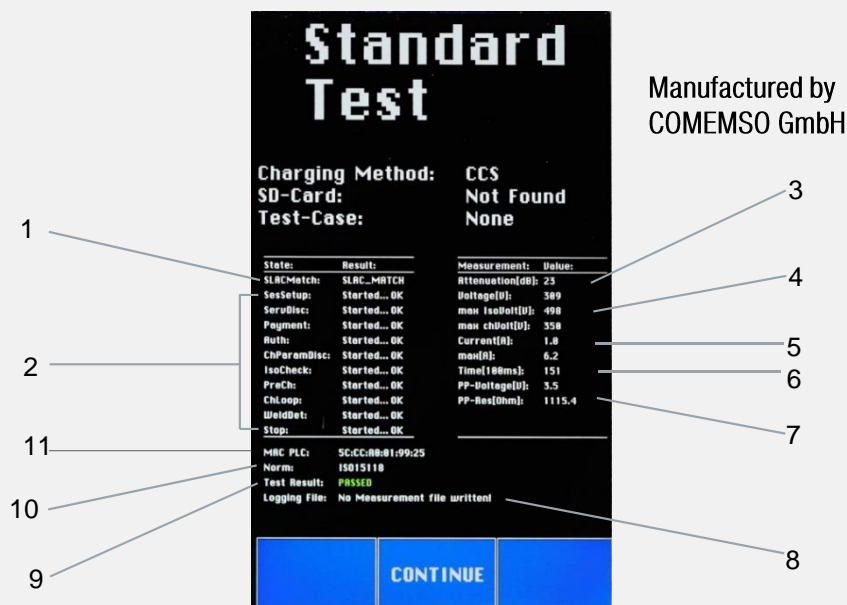 Standard
Test
Manufactured by
COMEMSO GmbH
Charging Method: CCS
SD-Card: Not Found
Test-Case: None
State: Result: Measurement: Value:
SLACMatch: SLAC_MATCH Attenuation[dB]: 23
SesSetup: Started... OK Voltage[V]: 389
ServDisc: Started... OK max IsoVolt[V]: 498
Payment: Started... OK max chVolt[V]: 358
Auth: Started... OK Current[A]: 1.0
ChParamDisc: Started... OK max[A]: 6.2
IsoCheck: Started... OK Time[100ms]: 151
PreCh: Started... OK PP-Voltage[V]: 3.5
ChLoop: Started... OK PP-Res[Ohm]: 1115.4
WeldDet: Started... OK
Stop: Started... OK
MAC PLC: 5C:CC:A8:01:99:25
Norm: ISO15118
Test Result: PASSED
Logging File: No Measurement file written!
CONTINUE
1
2
11
10
9
3
4
5
6
7
8